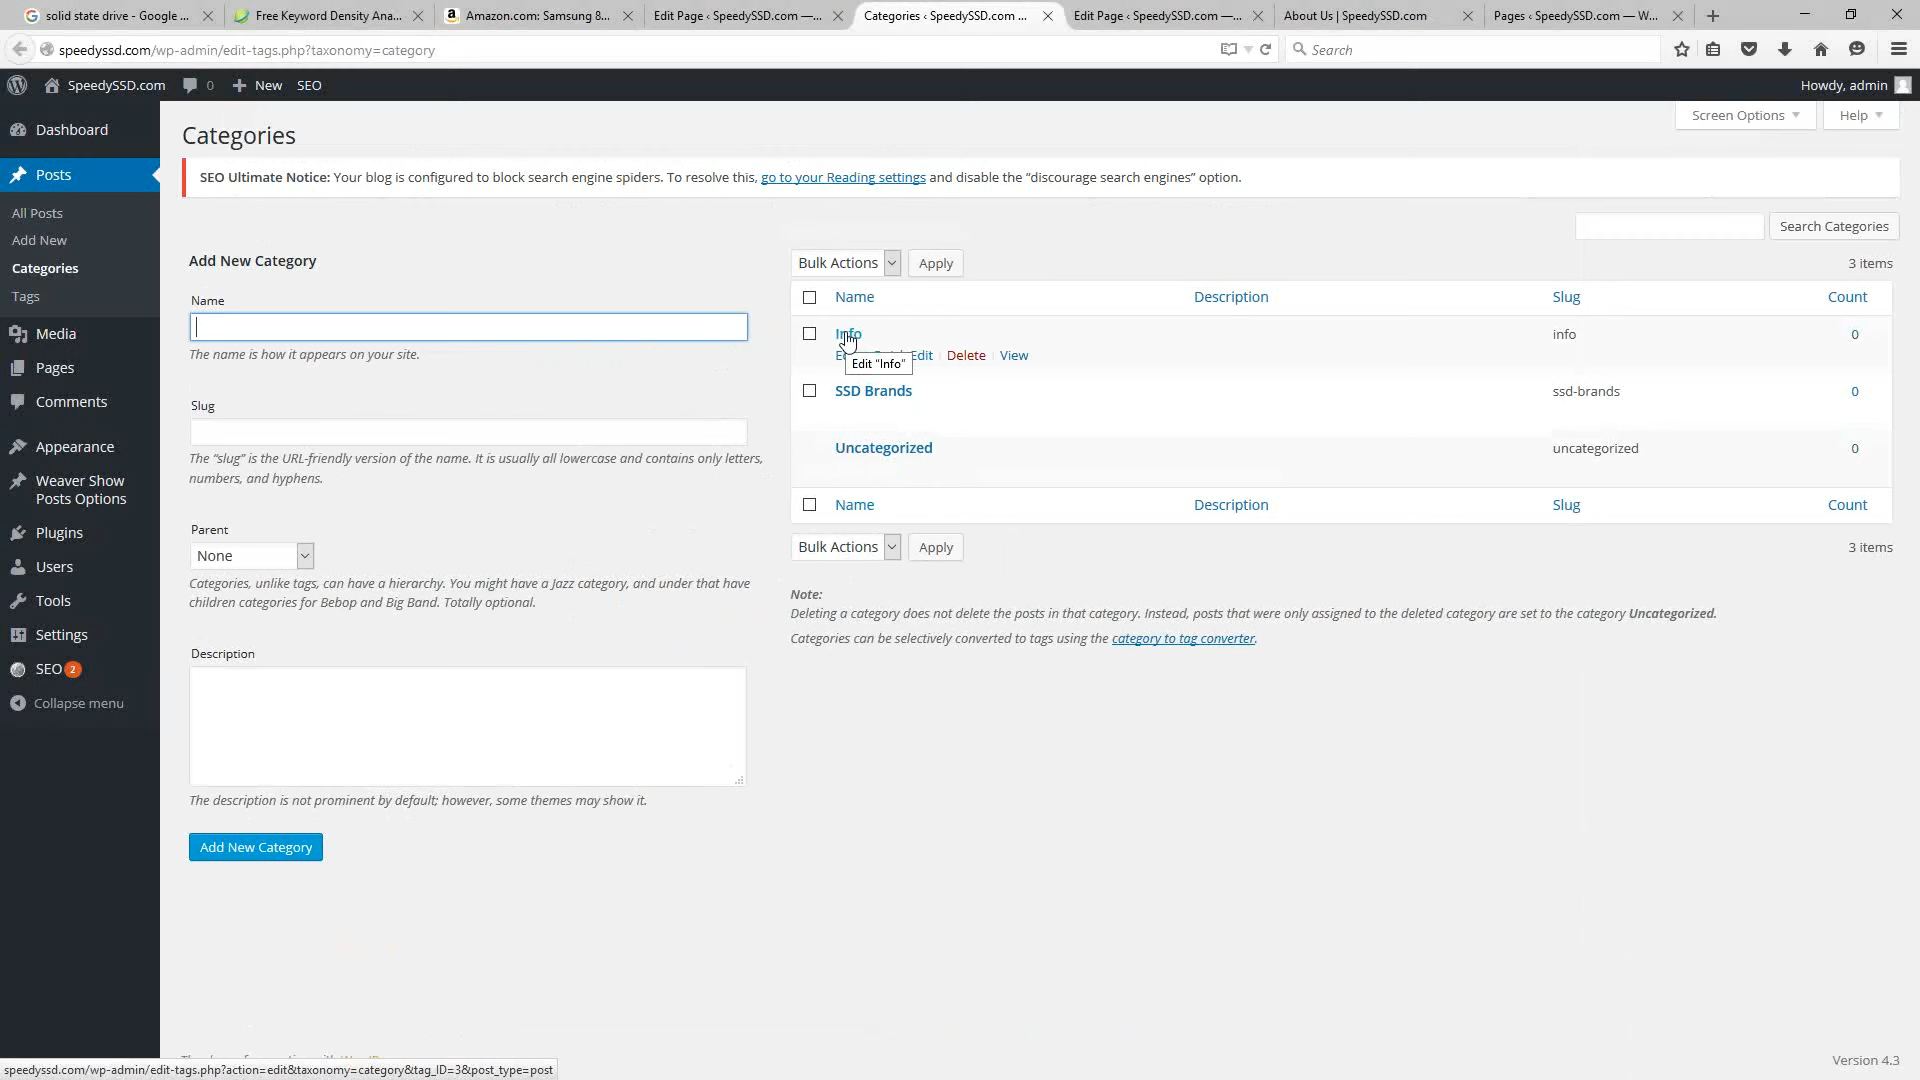 solid state drive - Google ...
Free Keyword Density Ana...
Amazon.com: Samsung 8...
Edit Page ‹ SpeedySSD.com —...
Categories ‹ SpeedySSD.com ...
Edit Page ‹ SpeedySSD.com —...
About Us | SpeedySSD.com
Pages ‹ SpeedySSD.com — W...
speedyssd.com/wp-admin/edit-tags.php?taxonomy=category
Search
SpeedySSD.com
0
New
SEO
Howdy, admin
Dashboard
Posts
All Posts
Add New
Categories
Tags
Media
Pages
Comments
Appearance
Weaver Show
Posts Options
Plugins
Users
Tools
Settings
SEO 2
Collapse menu
Categories
Screen Options
Help
SEO Ultimate Notice: Your blog is configured to block search engine spiders. To resolve this, go to your Reading settings and disable the “discourage search engines” option.
Search Categories
Add New Category
Name
The name is how it appears on your site.
Slug
The “slug” is the URL-friendly version of the name. It is usually all lowercase and contains only letters,
numbers, and hyphens.
Parent
None
Categories, unlike tags, can have a hierarchy. You might have a Jazz category, and under that have
children categories for Bebop and Big Band. Totally optional.
Description
The description is not prominent by default; however, some themes may show it.
Add New Category
Bulk Actions
Apply
3 items
Name Description Slug Count
Info info 0
Edit Delete View
Edit “Info”
SSD Brands ssd-brands 0
Uncategorized uncategorized 0
Name Description Slug Count
Bulk Actions
Apply
3 items
Note:
Deleting a category does not delete the posts in that category. Instead, posts that were only assigned to the deleted category are set to the category Uncategorized.
Categories can be selectively converted to tags using the category to tag converter.
Version 4.3
speedyssd.com/wp-admin/edit-tags.php?action=edit&taxonomy=category&tag_ID=3&post_type=post